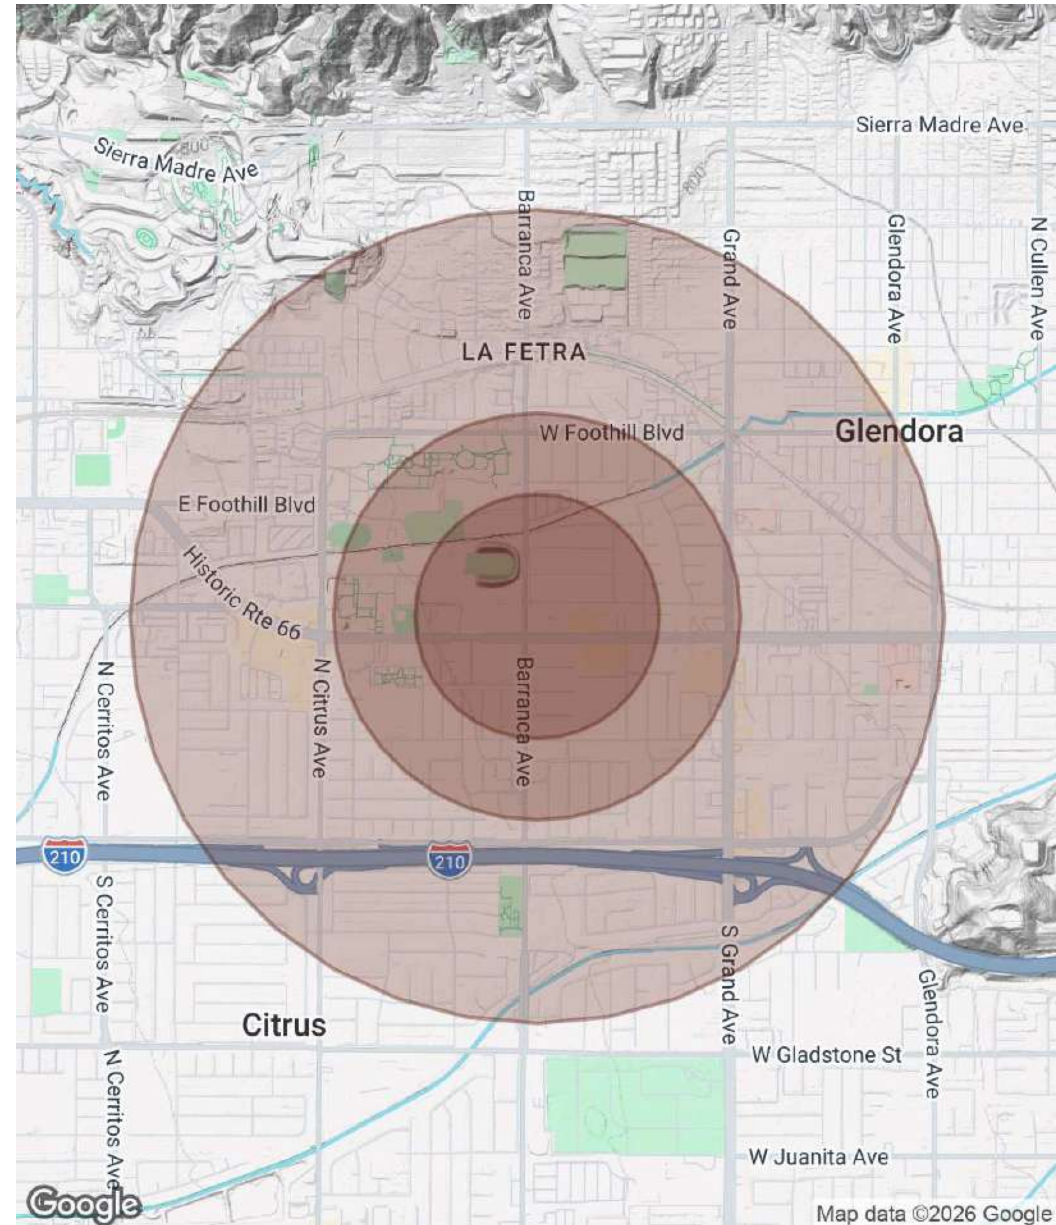 Sierra Madre Ave
800
Sierra Madre Ave
800
Barranca Ave
Grand Ave
Glendora Ave
N Cullen Ave
LA FETRA
W Foothill Blvd
Glendora
E Foothill Blvd
Historic Rte 66
N Cerritos Ave
N Citrus Ave
Barranca Ave
210
210
S Cerritos Ave
S Grand Ave
Glendora Ave
Citrus
W Gladstone St
N Cerritos Ave
W Juanita Ave
Google
Map data ©2026 Google